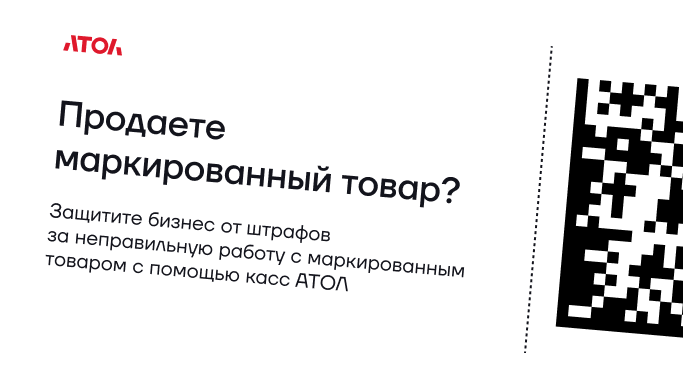 АТОЛ
Продаете
маркированный товар?
Защитите бизнес от штрафов
за неправильную работу с маркированным
товаром с помощью касс АТОЛ